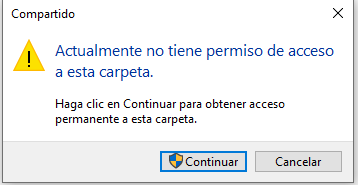 Compartido
Actualmente no tiene permiso de acceso
a esta carpeta.
Haga clic en Continuar para obtener acceso
permanente a esta carpeta.
Continuar
Cancelar